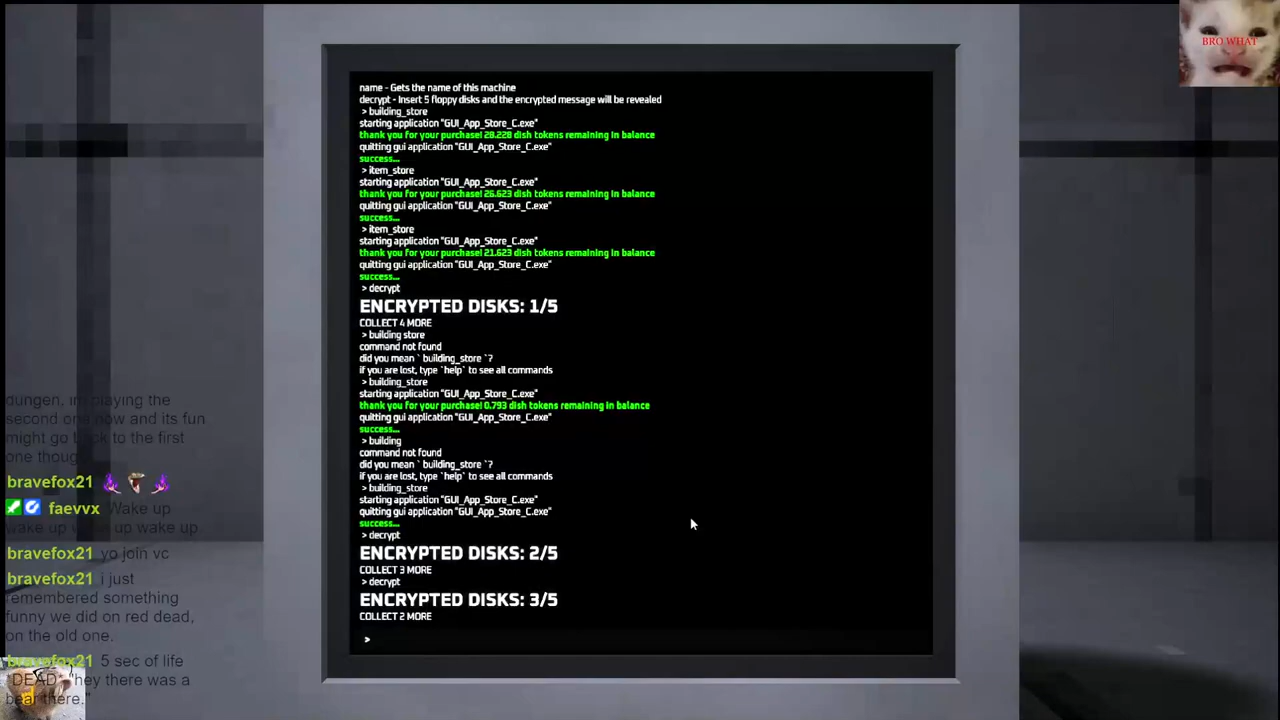 BRO WHAT
name - Gets the name of this machine
decrypt - Insert 5 floppy disks and the encrypted message will be revealed
> building_store
starting application "GUI_App_Store_C.exe"
thank you for your purchase! 28.228 dish tokens remaining in balance
quitting gui application "GUI_App_Store_C.exe"
success...
> item_store
starting application "GUI_App_Store_C.exe"
thank you for your purchase! 26.623 dish tokens remaining in balance
quitting gui application "GUI_App_Store_C.exe"
success...
> item_store
starting application "GUI_App_Store_C.exe"
thank you for your purchase! 21.623 dish tokens remaining in balance
quitting gui application "GUI_App_Store_C.exe"
success...
> decrypt
ENCRYPTED DISKS: 1/5
COLLECT 4 MORE
> building store
command not found
did you mean ` building_store `?
if you are lost, type `help` to see all commands
> building_store
starting application "GUI_App_Store_C.exe"
thank you for your purchase! 0.793 dish tokens remaining in balance
quitting gui application "GUI_App_Store_C.exe"
success...
> building
command not found
did you mean ` building_store `?
if you are lost, type `help` to see all commands
> building_store
starting application "GUI_App_Store_C.exe"
quitting gui application "GUI_App_Store_C.exe"
success...
> decrypt
ENCRYPTED DISKS: 2/5
COLLECT 3 MORE
> decrypt
ENCRYPTED DISKS: 3/5
COLLECT 2 MORE
>
dungen. im playing the
second one now and its fun
might go back to the first
one though
bravefox21
faevvx Wake up
wake up wake up wake up
bravefox21 yo join vc
bravefox21 i just
remembered something
funny we did on red dead,
on the old one.
bravefox21 5 sec of life
"DEAD" "hey there was a
bear there."